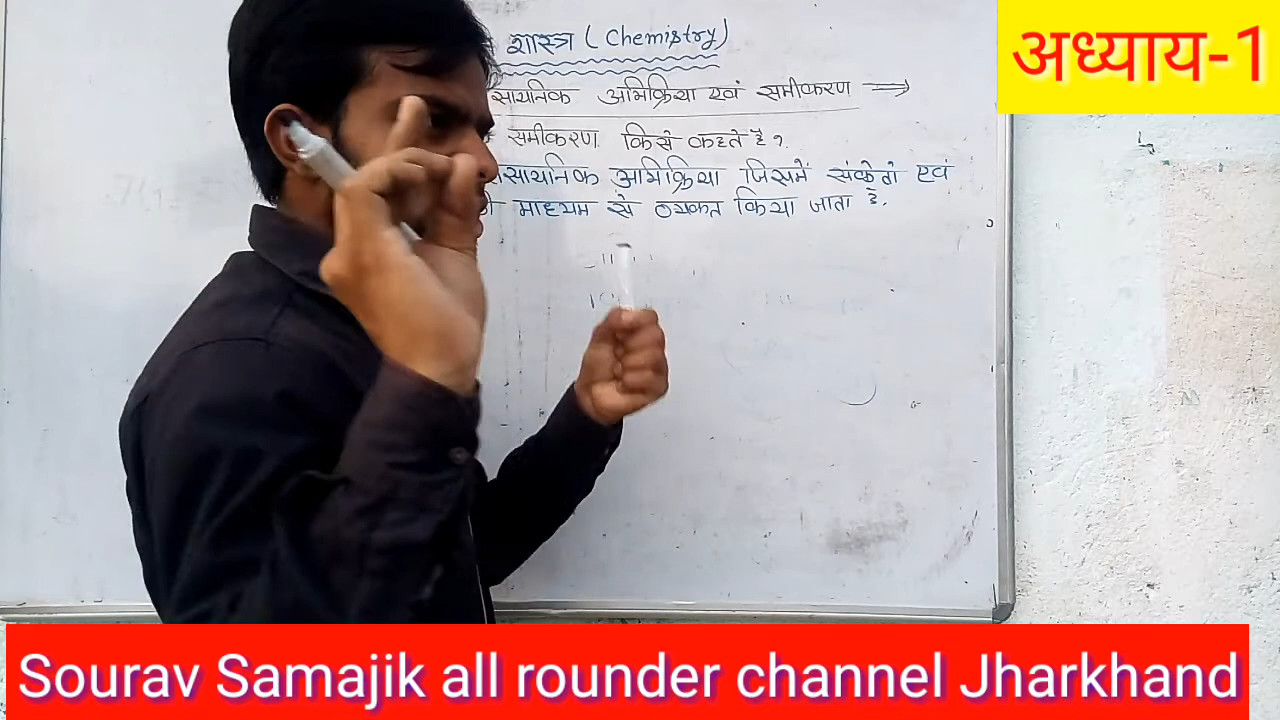 शास्त्र (Chemistry)
अध्याय-1
सायनिक अभिक्रिया एवं समीकरण
समीकरण किसे कहते है?
रासायनिक अभिक्रिया जिसमें संकेतों एवं
माध्यम से व्यक्त किया जाता है.
Sourav Samajik all rounder channel Jharkhand